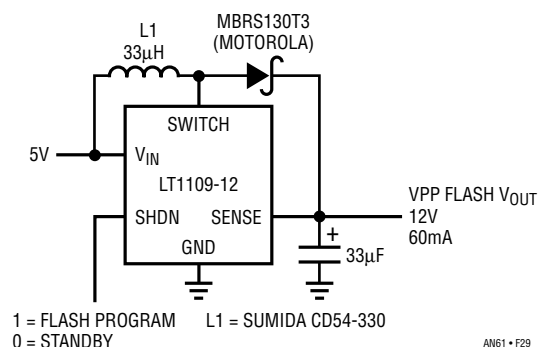 L1
33µH
MBRS130T3
(MOTOROLA)
SWITCH
5V
VIN
LT1109-12
SHDN
SENSE
GND
VPP FLASH VOUT
12V
60mA
+
33µF
1 = FLASH PROGRAM
0 = STANDBY
L1 = SUMIDA CD54-330
AN61 • F29